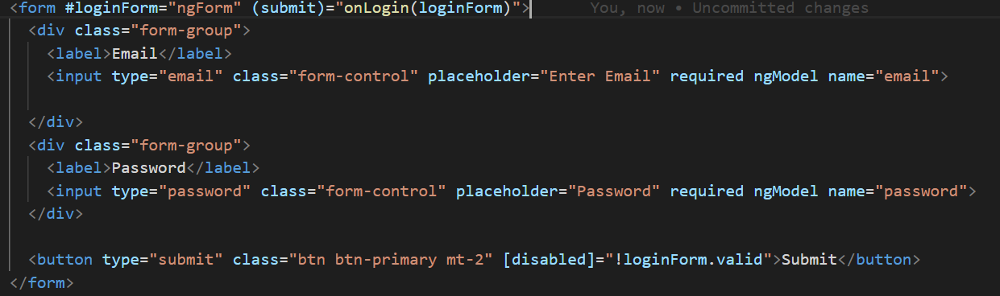 <form #loginForm="ngForm" (submit)="onLogin(loginForm)"> You, now • Uncommitted changes
<div class="form-group">
<label>Email</label>
<input type="email" class="form-control" placeholder="Enter Email" required ngModel name="email">
</div>
<div class="form-group">
<label>Password</label>
<input type="password" class="form-control" placeholder="Password" required ngModel name="password">
</div>
<button type="submit" class="btn btn-primary mt-2" [disabled]="!loginForm.valid">Submit</button>
</form>